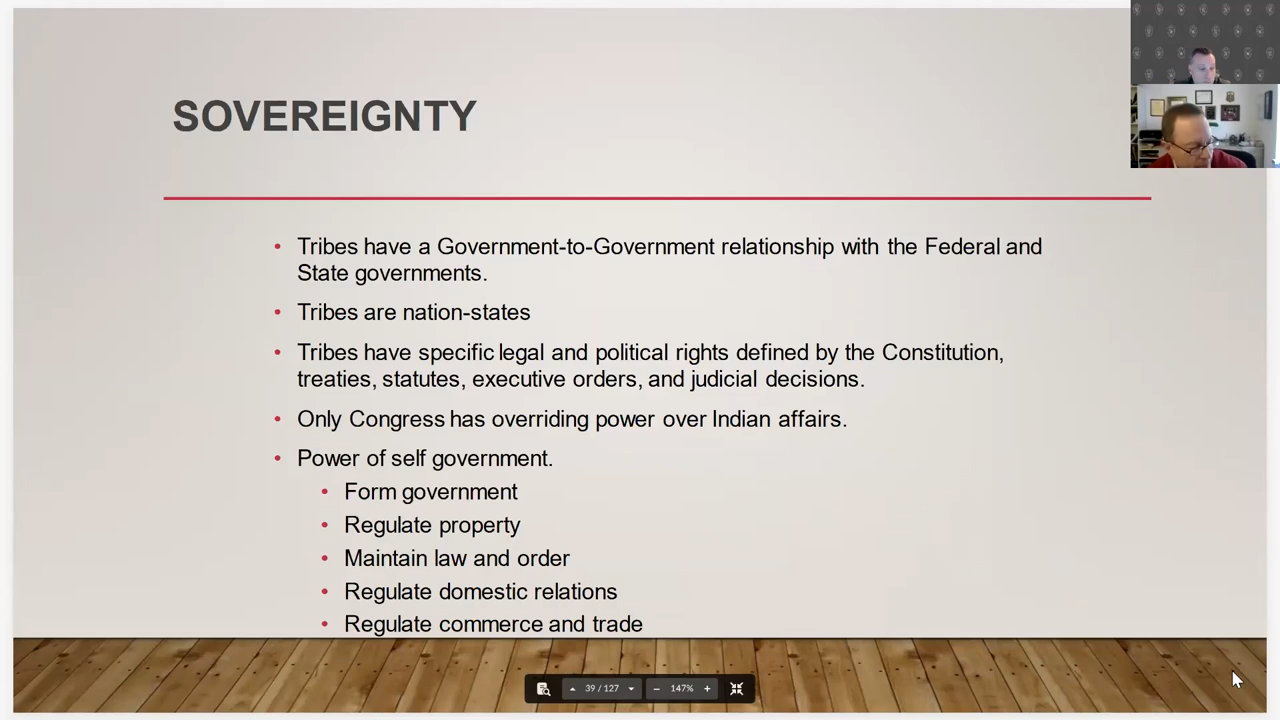 SOVEREIGNTY
• Tribes have a Government-to-Government relationship with the Federal and
State governments.
• Tribes are nation-states
• Tribes have specific legal and political rights defined by the Constitution,
treaties, statutes, executive orders, and judicial decisions.
• Only Congress has overriding power over Indian affairs.
• Power of self government.
• Form government
• Regulate property
• Maintain law and order
• Regulate domestic relations
• Regulate commerce and trade
39 / 127
147%